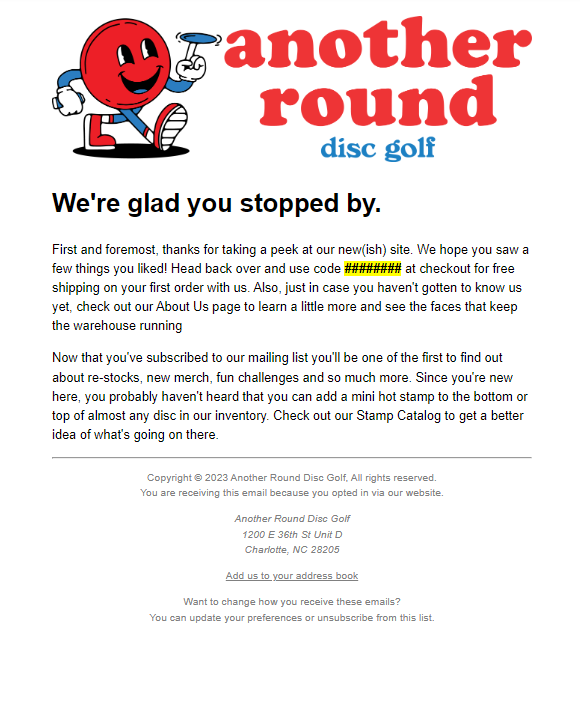 another
round
disc golf
We're glad you stopped by.
First and foremost, thanks for taking a peek at our new(ish) site. We hope you saw a
few things you liked! Head back over and use code ######## at checkout for free
shipping on your first order with us. Also, just in case you haven't gotten to know us
yet, check out our About Us page to learn a little more and see the faces that keep
the warehouse running
Now that you've subscribed to our mailing list you'll be one of the first to find out
about re-stocks, new merch, fun challenges and so much more. Since you're new
here, you probably haven't heard that you can add a mini hot stamp to the bottom or
top of almost any disc in our inventory. Check out our Stamp Catalog to get a better
idea of what's going on there.
Copyright © 2023 Another Round Disc Golf, All rights reserved.
You are receiving this email because you opted in via our website.
Another Round Disc Golf
1200 E 36th St Unit D
Charlotte, NC 28205
Add us to your address book
Want to change how you receive these emails?
You can update your preferences or unsubscribe from this list.